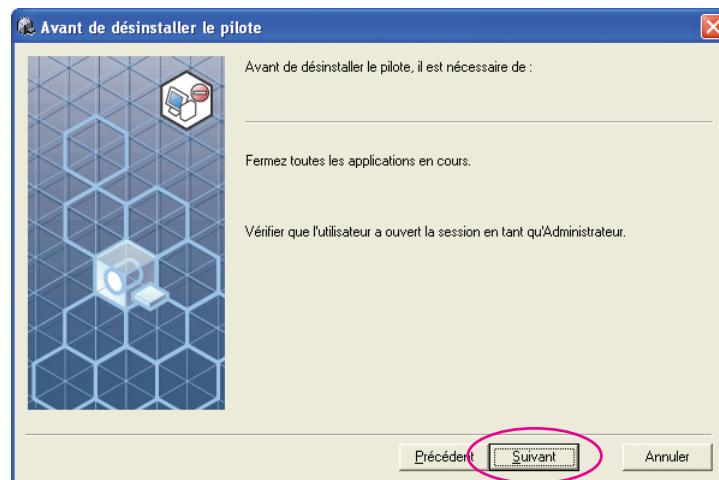 Avant de désinstaller le pilote
Avant de désinstaller le pilote, il est nécessaire de :
Fermez toutes les applications en cours.
Vérifier que l'utilisateur a ouvert la session en tant qu'Administrateur.
Précédent Suivant Annuler